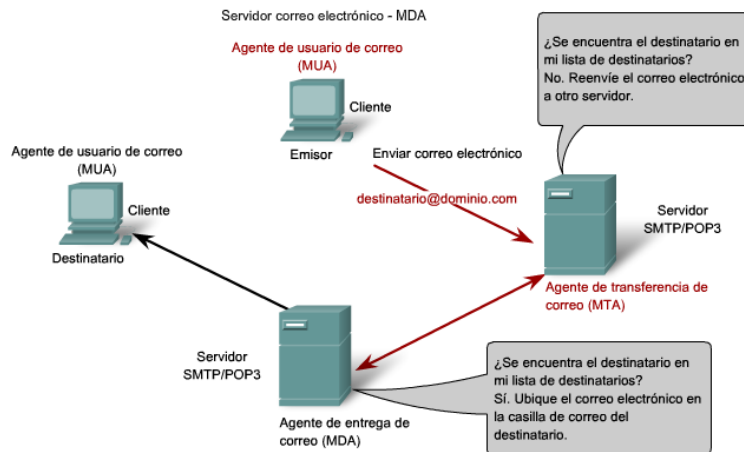 Servidor correo electrónico - MDA
Agente de usuario de correo
(MUA)
Cliente
Emisor
¿Se encuentra el destinatario en
mi lista de destinatarios?
No. Reenvíe el correo electrónico
a otro servidor.
Agente de usuario de correo
(MUA)
Cliente
Destinatario
Enviar correo electrónico
destinatario@dominio.com
Servidor
SMTP/POP3
Agente de transferencia de
correo (MTA)
Servidor
SMTP/POP3
Agente de entrega de
correo (MDA)
¿Se encuentra el destinatario en
mi lista de destinatarios?
Sí. Ubique el correo electrónico en
la casilla de correo del
destinatario.